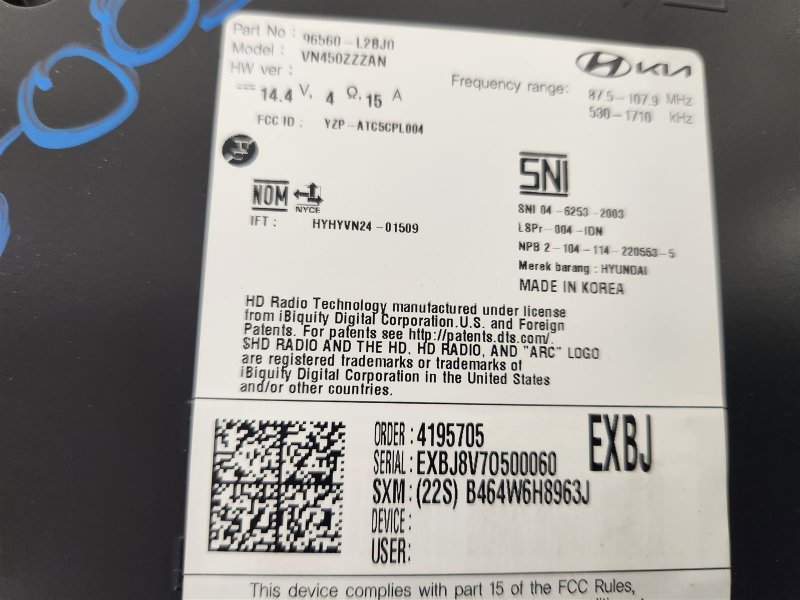 Part No : 96560-L2BJ0
Model : VN450ZZZAN
HW ver :
14.4 V, 4 Ω, 15 A
FCC ID : YZP-ATC5CPL004
HYUNDAI KIA
Frequency range: 87.5-107.9 MHz
530-1710 kHz
NOM NYCE
IFT : HYHYVN24-01509
SNI
SNI 04-6253-2003
LSPr-004-IDN
NPB 2-104-114-220553-5
Merek barang : HYUNDAI
MADE IN KOREA
HD Radio Technology manufactured under license
from iBiquity Digital Corporation.U.S. and Foreign
Patents. For patents see http://patents.dts.com/.
$HD RADIO AND THE HD, HD RADIO, AND "ARC" LOGO
are registered trademarks or trademarks of
iBiquity Digital Corporation in the United States
and/or other countries.
ORDER: 4195705
SERIAL: EXBJ8V70500060
EXBJ
SXM: (22S) B464W6H8963J
DEVICE:
USER:
This device complies with part 15 of the FCC Rules,